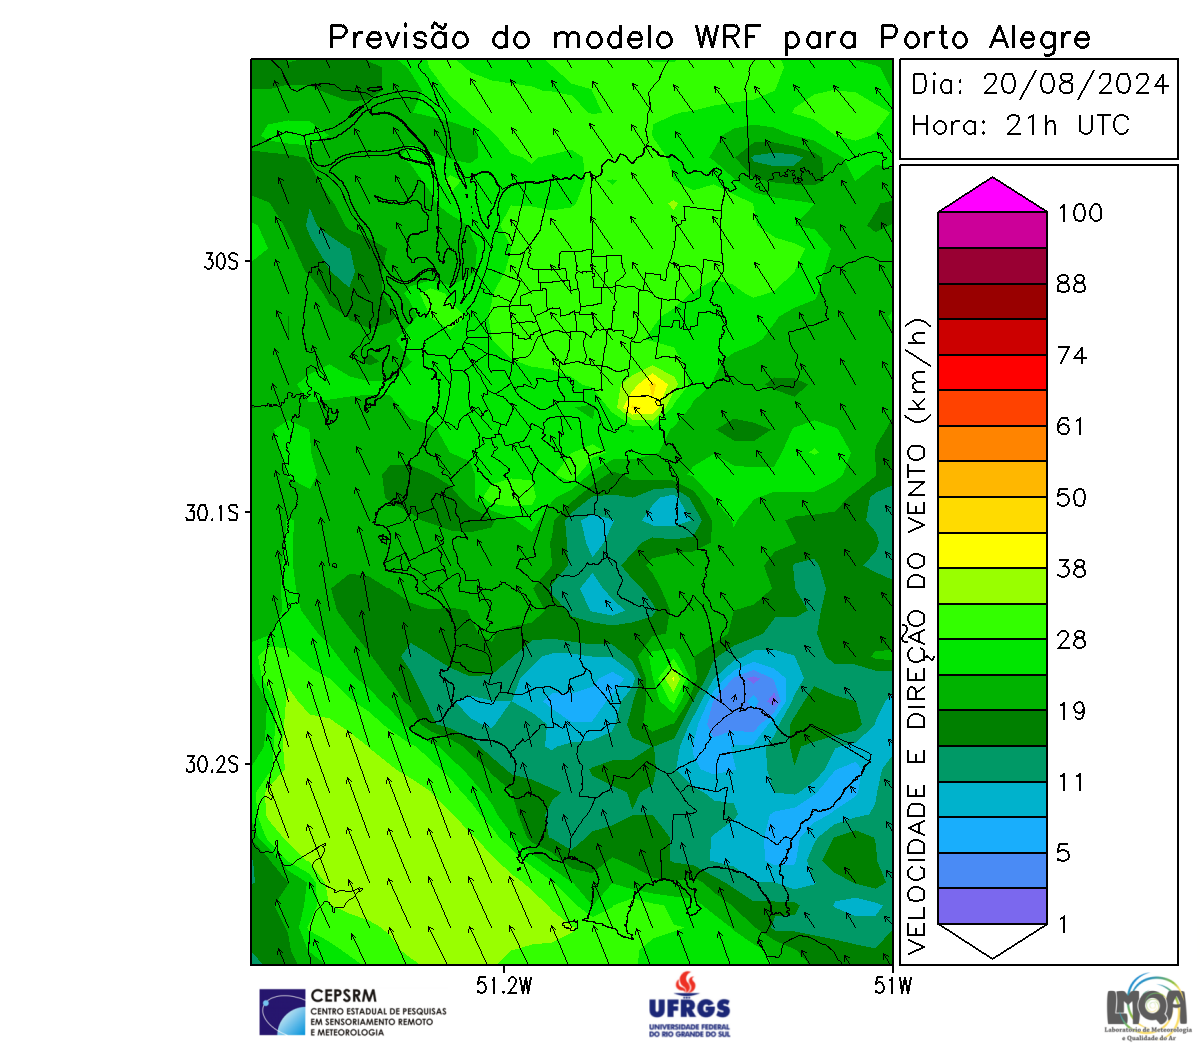 Previsão do modelo WRF para Porto Alegre
Dia: 20/08/2024
Hora: 21h UTC
100
88
74
61
50
38
28
19
11
5
1
VELOCIDADE E DIREÇÃO DO VENTO (km/h)
30S
30.1S
30.2S
51.2W
51W
CEPSRM
CENTRO ESTADUAL DE PESQUISAS
EM SENSORIAMENTO REMOTO
E METEOROLOGIA
UFRGS
UNIVERSIDADE FEDERAL
DO RIO GRANDE DO SUL
LMQA
Laboratório de Meteorologia
e Qualidade do Ar